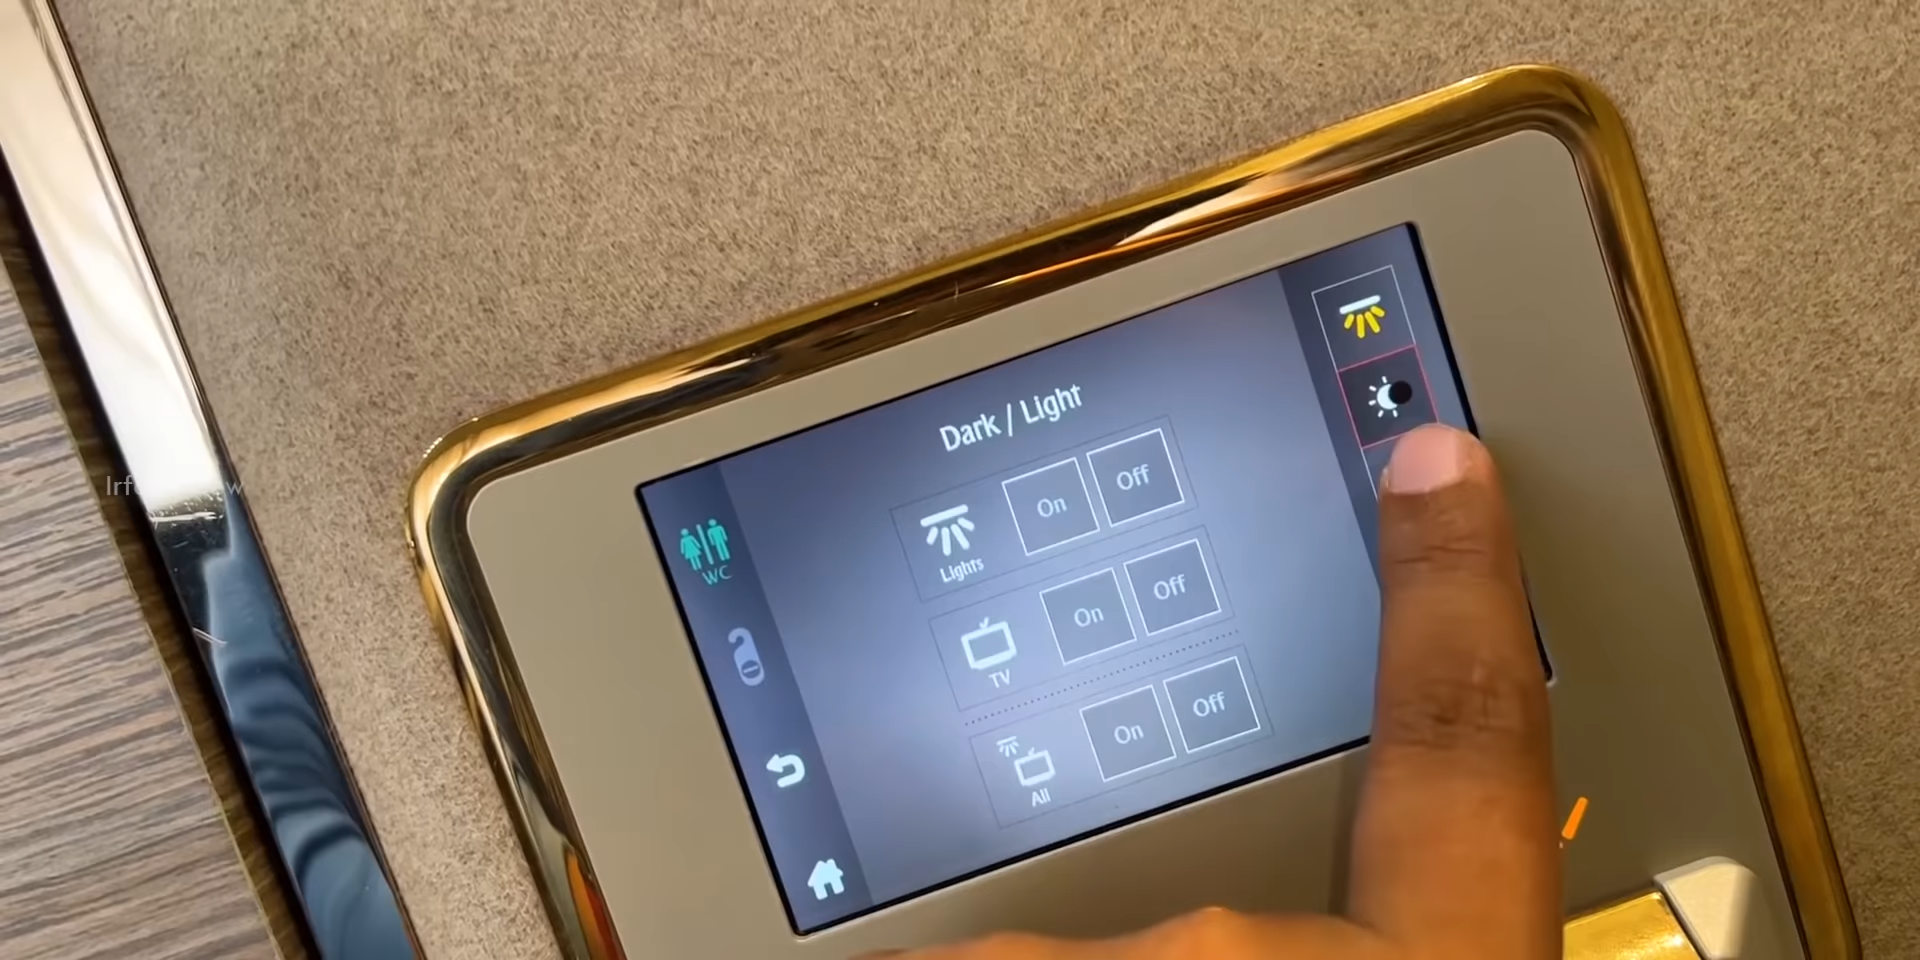 Dark / Light
On Off
Lights
On Off
TV
On Off
All
WC